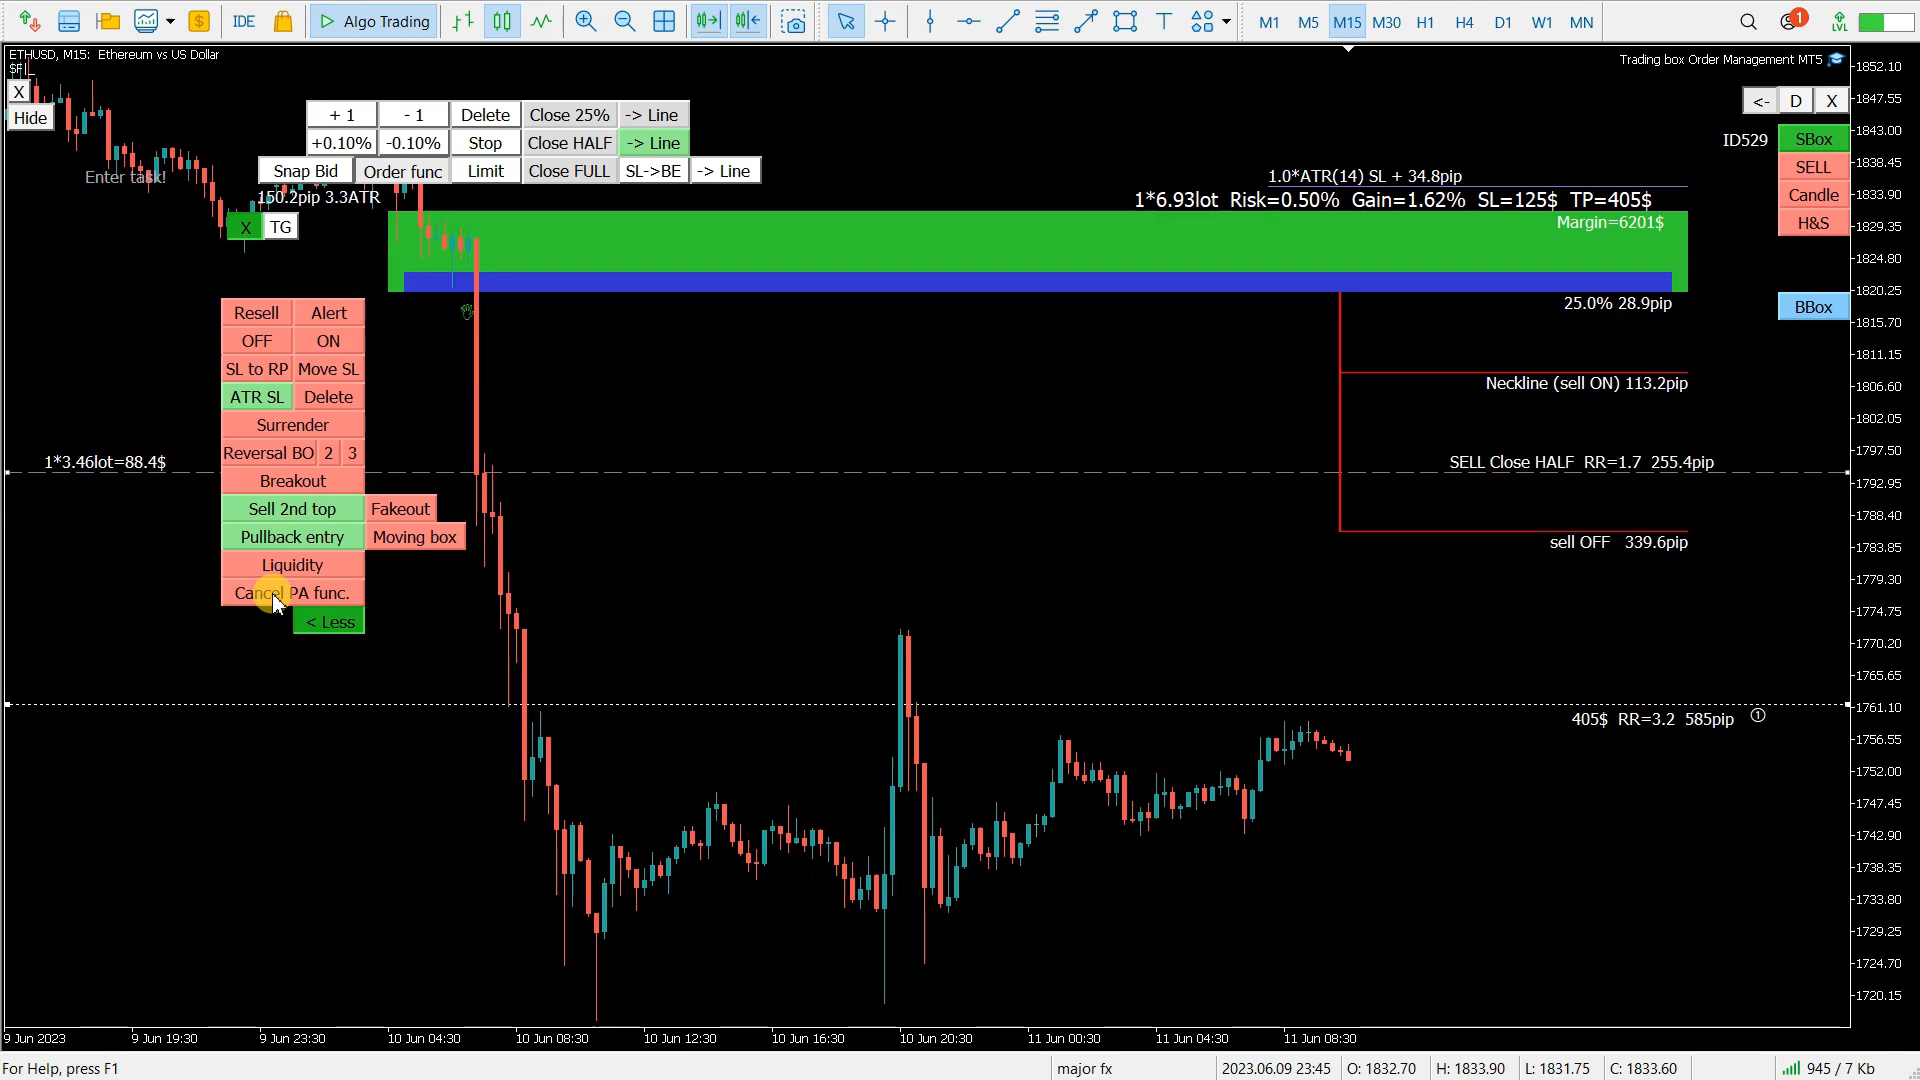 IDE
Algo Trading
M1 M5 M15 M30 H1 H4 D1 W1 MN
1
LVL
ETHUSD, M15: Ethereum vs US Dollar
Trading box Order Management MT5
X
Hide
+ 1
- 1
Delete
Close 25%
-> Line
+0.10%
-0.10%
Stop
Close HALF
-> Line
Snap Bid
Order func
Limit
Close FULL
SL->BE
-> Line
Enter task!
150.2pip 3.3ATR
X
TG
<-
D
X
ID529
SBox
SELL
Candle
H&S
BBox
1.0*ATR(14) SL + 34.8pip
1*6.93lot Risk=0.50% Gain=1.62% SL=125$ TP=405$
Margin=6201$
25.0% 28.9pip
Resell
Alert
OFF
ON
SL to RP
Move SL
ATR SL
Delete
Surrender
Reversal BO
2
3
Breakout
Sell 2nd top
Fakeout
Pullback entry
Moving box
Liquidity
Cancel PA func.
< Less
Neckline (sell ON) 113.2pip
1*3.46lot=88.4$
SELL Close HALF RR=1.7 255.4pip
sell OFF 339.6pip
405$ RR=3.2 585pip
①
1852.10
1847.55
1843.00
1838.45
1833.90
1829.35
1824.80
1820.25
1815.70
1811.15
1806.60
1802.05
1797.50
1792.95
1788.40
1783.85
1779.30
1774.75
1770.20
1765.65
1761.10
1756.55
1752.00
1747.45
1742.90
1738.35
1733.80
1729.25
1724.70
1720.15
9 Jun 2023
9 Jun 19:30
9 Jun 23:30
10 Jun 04:30
10 Jun 08:30
10 Jun 12:30
10 Jun 16:30
10 Jun 20:30
11 Jun 00:30
11 Jun 04:30
11 Jun 08:30
For Help, press F1
major fx
2023.06.09 23:45
O: 1832.70
H: 1833.90
L: 1831.75
C: 1833.60
945 / 7 Kb